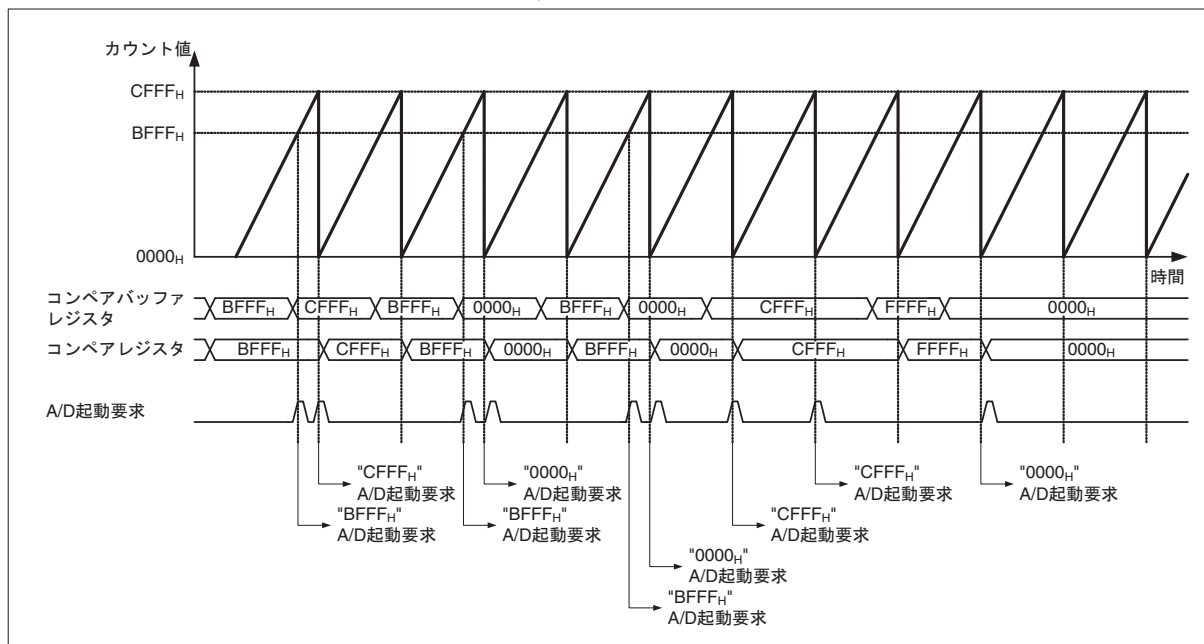 カウント値
CFFFH
BFFFH
0000H
時間
コンペアバッファ
レジスタ
BFFFH CFFFH BFFFH 0000H BFFFH 0000H CFFFH FFFFH 0000H
コンペアレジスタ
BFFFH CFFFH BFFFH 0000H BFFFH 0000H CFFFH FFFFH 0000H
A/D起動要求
"CFFFH"
A/D起動要求
"0000H"
A/D起動要求
"CFFFH"
A/D起動要求
"0000H"
A/D起動要求
"BFFFH"
A/D起動要求
"BFFFH"
A/D起動要求
"CFFFH"
A/D起動要求
"0000H"
A/D起動要求
"BFFFH"
A/D起動要求